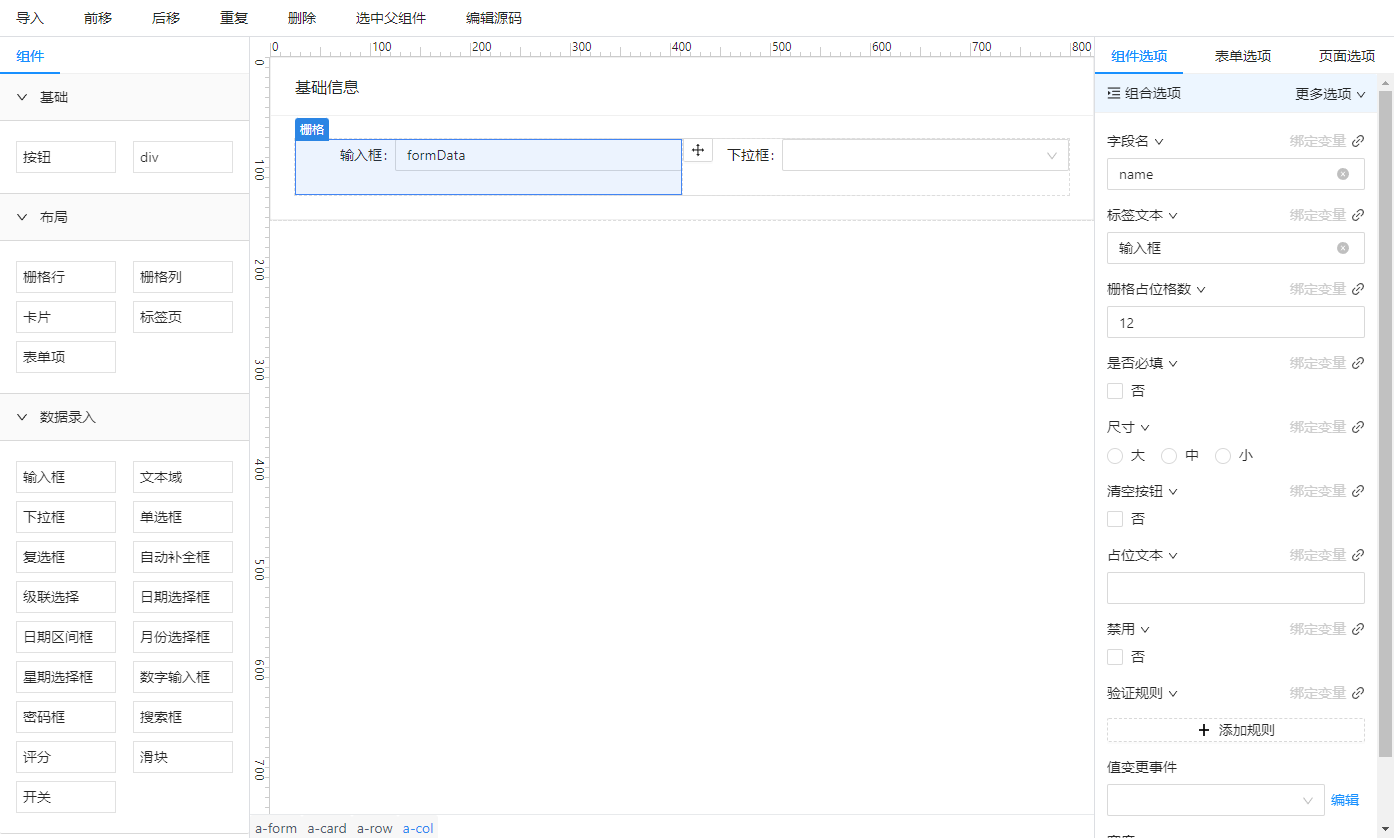 导入 前移 后移 重复 删除 选中父组件 编辑源码
组件
基础
按钮 div
布局
栅格行 栅格列
卡片 标签页
表单项
数据录入
输入框 文本域
下拉框 单选框
复选框 自动补全框
级联选择 日期选择框
日期区间框 月份选择框
星期选择框 数字输入框
密码框 搜索框
评分 滑块
开关
0 100 200 300 400 500 600 700 800
0
100
200
300
400
500
600
700
基础信息
栅格
输入框： formData 下拉框：
a-form a-card a-row a-col
组件选项 表单选项 页面选项
组合选项 更多选项
字段名 绑定变量
name
标签文本 绑定变量
输入框
栅格占位格数 绑定变量
12
是否必填 绑定变量
否
尺寸 绑定变量
大 中 小
清空按钮 绑定变量
否
占位文本 绑定变量
禁用 绑定变量
否
验证规则 绑定变量
添加规则
值变更事件
编辑